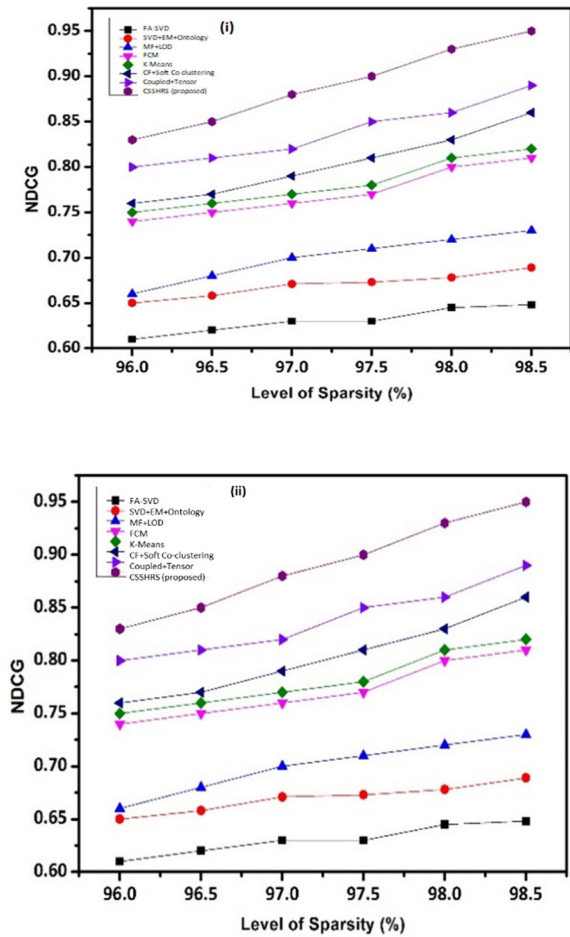 (i)
FA-SVD
SVD+EM+Ontology
MF+LOD
FCM
K-Means
CF+Soft Co-clustering
Coupled+Tensor
CSSHRS (proposed)
0.95
0.90
0.85
0.80
0.75
0.70
0.65
0.60
NDCG
96.0 96.5 97.0 97.5 98.0 98.5
Level of Sparsity (%)
(ii)
FA-SVD
SVD+EM+Ontology
MF+LOD
FCM
K-Means
CF+Soft Co-clustering
Coupled+Tensor
CSSHRS (proposed)
0.95
0.90
0.85
0.80
0.75
0.70
0.65
0.60
NDCG
96.0 96.5 97.0 97.5 98.0 98.5
Level of Sparsity (%)